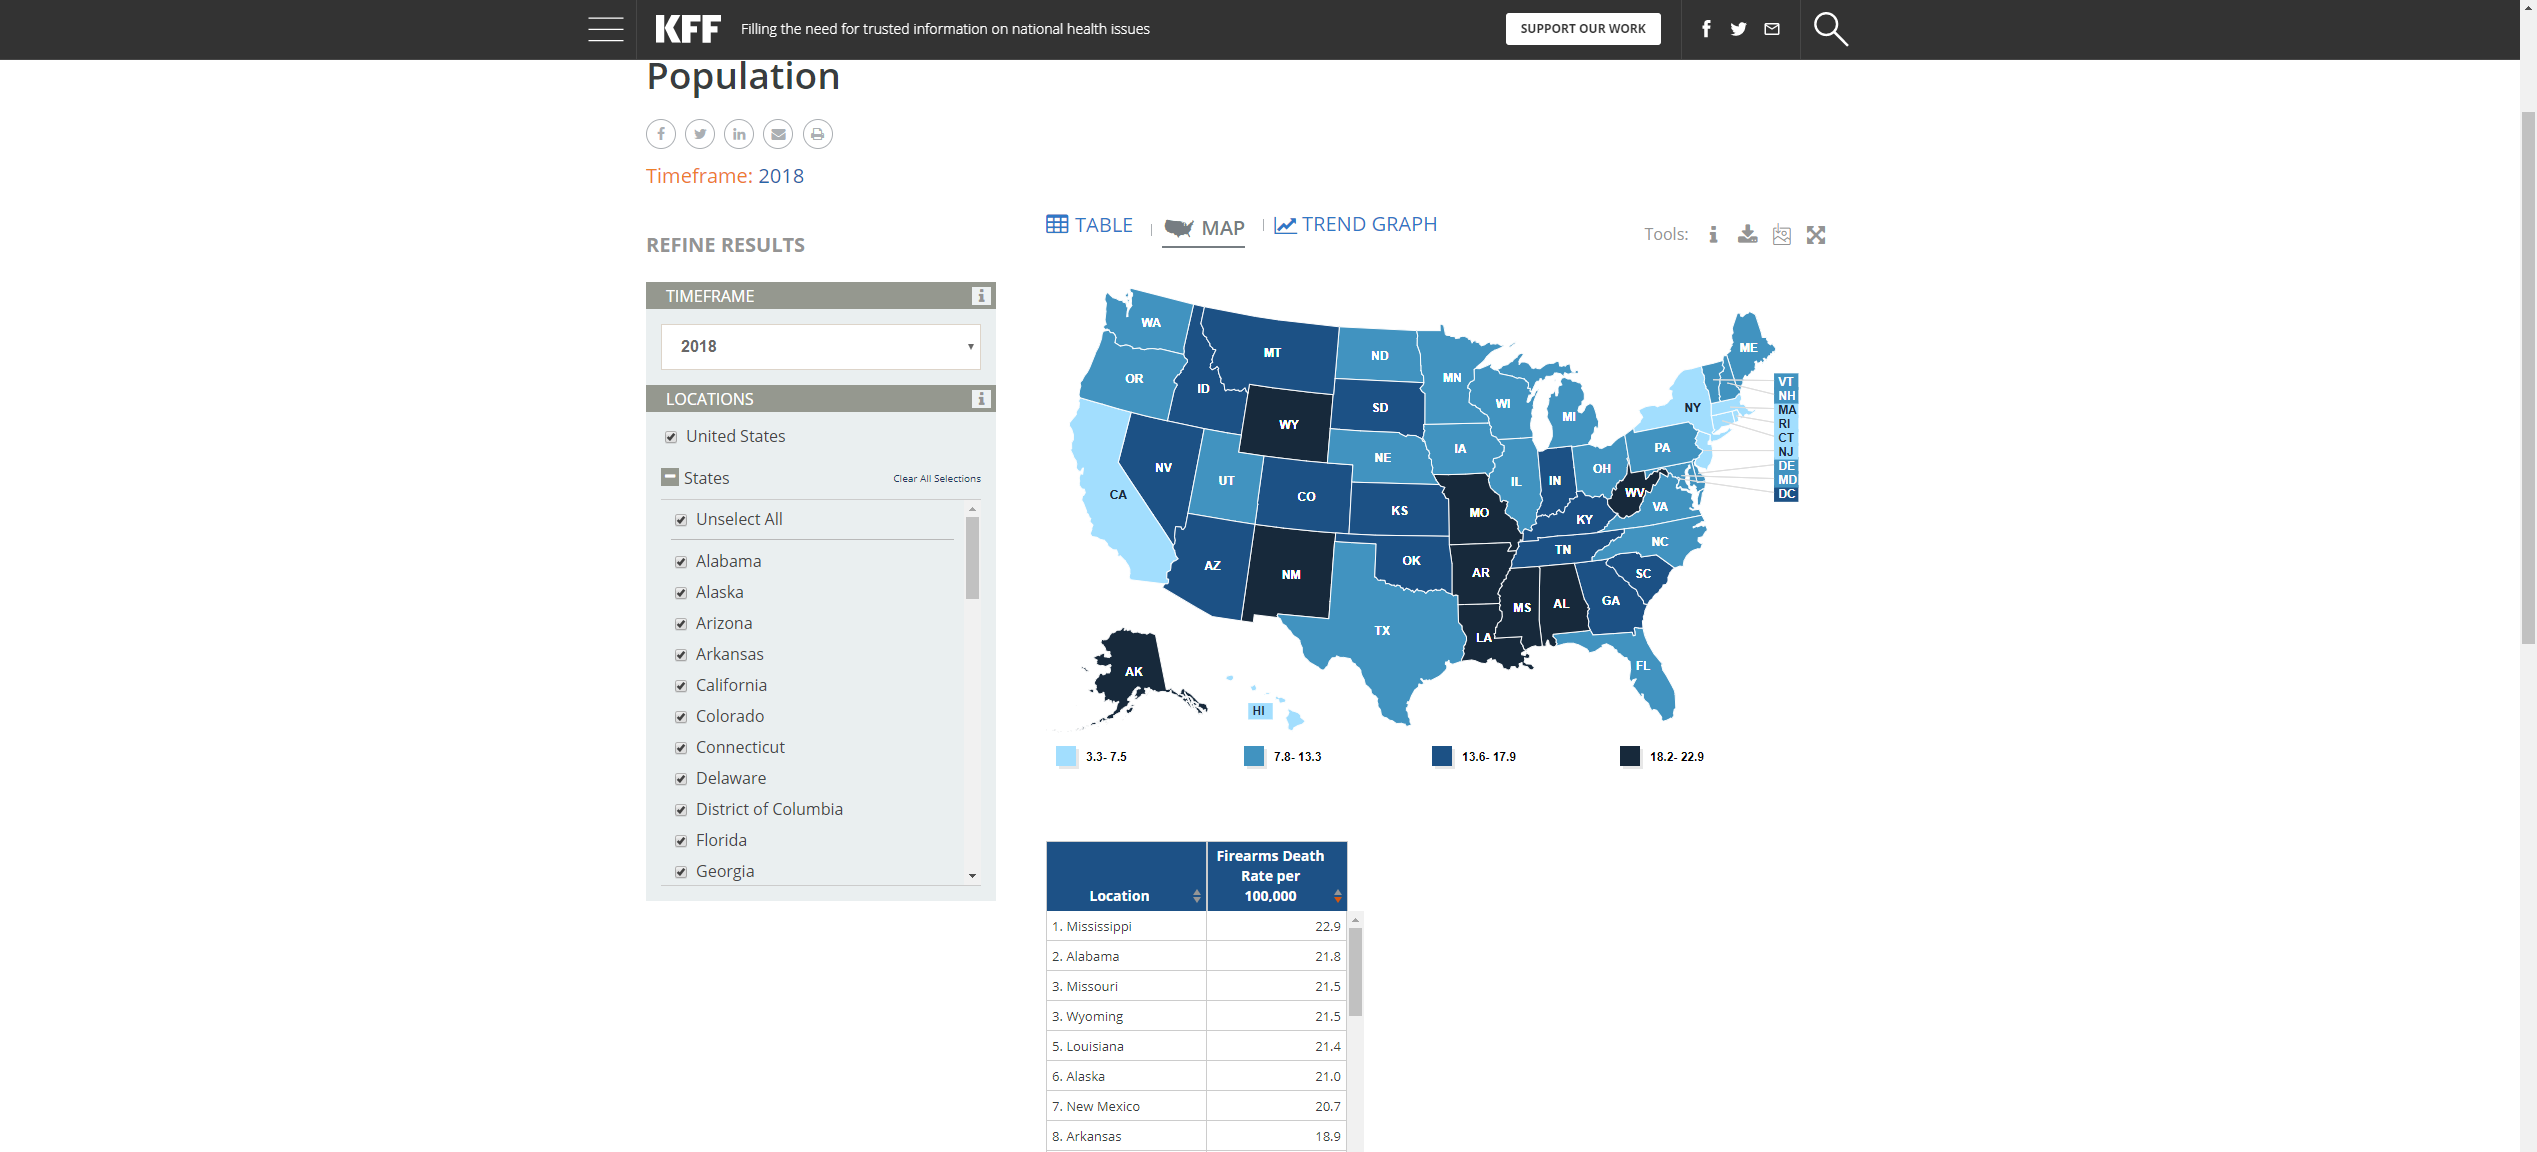 KFF
Filling the need for trusted information on national health issues
SUPPORT OUR WORK
Population
Timeframe: 2018
TABLE
MAP
TREND GRAPH
Tools:
REFINE RESULTS
TIMEFRAME
2018
LOCATIONS
United States
States
Clear All Selections
Unselect All
Alabama
Alaska
Arizona
Arkansas
California
Colorado
Connecticut
Delaware
District of Columbia
Florida
Georgia
WA
MT
ND
ME
OR
ID
MN
VT
NH
SD
WI
NY
MA
WY
MI
RI
CT
IA
PA
NJ
NE
NV
OH
DE
UT
IL
IN
MD
CA
CO
WV
DC
KS
MO
VA
KY
NC
TN
OK
AZ
NM
AR
SC
MS
AL
GA
TX
LA
FL
AK
HI
3.3- 7.5
7.8- 13.3
13.6- 17.9
18.2- 22.9
Location
Firearms Death
Rate per
100,000
1. Mississippi 22.9
2. Alabama 21.8
3. Missouri 21.5
3. Wyoming 21.5
5. Louisiana 21.4
6. Alaska 21.0
7. New Mexico 20.7
8. Arkansas 18.9